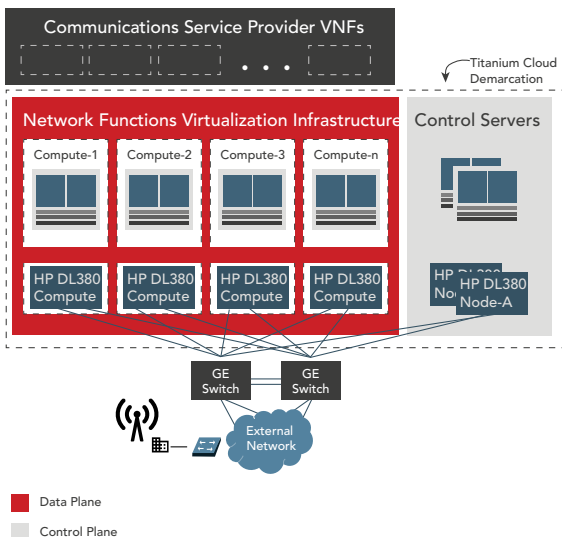 Communications Service Provider VNFs
Titanium Cloud
Demarcation
Network Functions Virtualization Infrastructure
Control Servers
Compute-1
Compute-2
Compute-3
Compute-n
HP DL380
Compute
HP DL380
Compute
HP DL380
Compute
HP DL380
Compute
HP
HP DL380
Node-A
GE
Switch
GE
Switch
External
Network
Data Plane
Control Plane